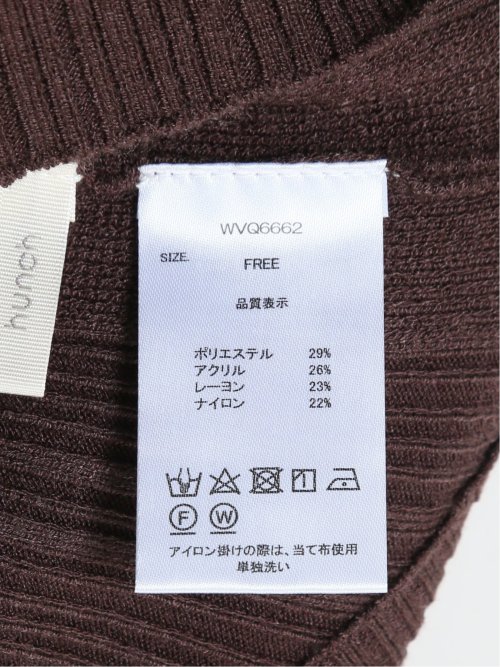 hunch
WVQ6662
SIZE. FREE
品質表示
ポリエステル 29%
アクリル 26%
レーヨン 23%
ナイロン 22%
F W
アイロン掛けの際は、当て布使用
単独洗い